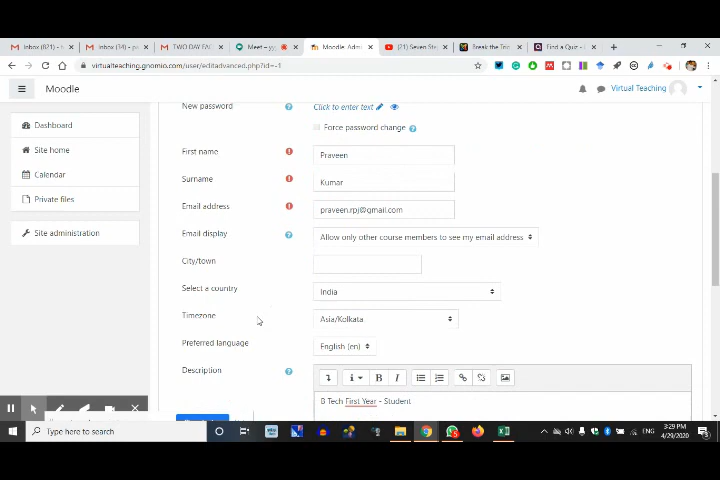 Inbox (821) - n
Inbox (34) - p
TWO DAY FAC
Meet – 
Moodle: Adm
(21) Seven Ste
Break the Tri
Find a Quiz -
virtualteaching.gnomio.com/user/editadvanced.php?id=-1
Moodle
Virtual Teaching
Dashboard
Site home
Calendar
Private files
Site administration
New password
Click to enter text
Force password change
First name
Praveen
Surname
Kumar
Email address
praveen.rpj@gmail.com
Email display
Allow only other course members to see my email address
City/town
Select a country
India
Timezone
Asia/Kolkata
Preferred language
English (en)
Description
B Tech First Year - Student
Type here to search
ENG
3:29 PM
4/29/2020